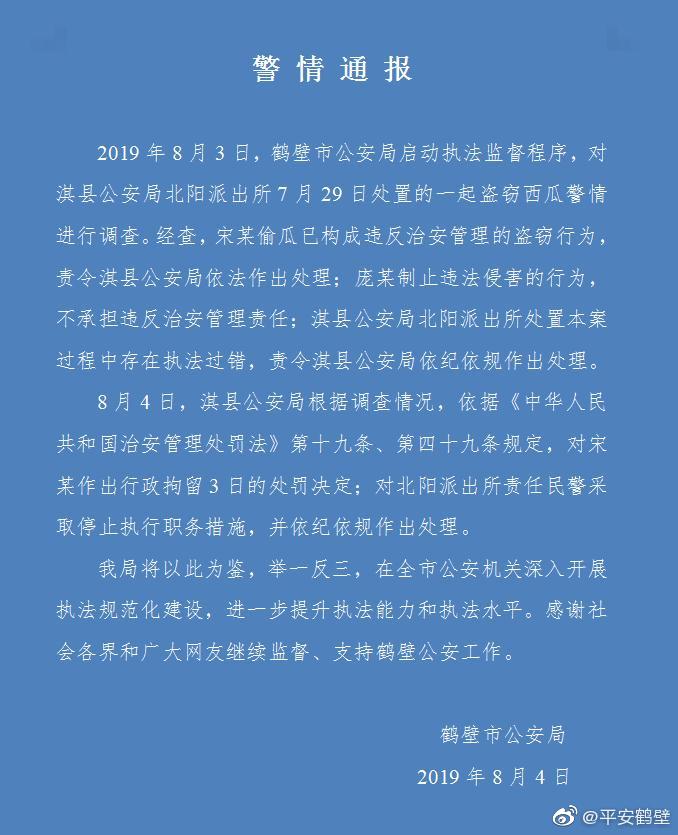 警情通报
2019年8月3日，鹤壁市公安局启动执法监督程序，对
淇县公安局北阳派出所7月29日处置的一起盗窃西瓜警情
进行调查。经查，宋某偷瓜已构成违反治安管理的盗窃行为，
责令淇县公安局依法作出处理；庞某制止违法侵害的行为，
不承担违反治安管理责任；淇县公安局北阳派出所处置本案
过程中存在执法过错，责令淇县公安局依纪依规作出处理。
8月4日，淇县公安局根据调查情况，依据《中华人民
共和国治安管理处罚法》第十九条、第四十九条规定，对宋
某作出行政拘留3日的处罚决定；对北阳派出所责任民警采
取停止执行职务措施，并依纪依规作出处理。
我局将以此为鉴，举一反三，在全市公安机关深入开展
执法规范化建设，进一步提升执法能力和执法水平。感谢社
会各界和广大网友继续监督、支持鹤壁公安工作。
鹤壁市公安局
2019年8月4日
@平安鹤壁